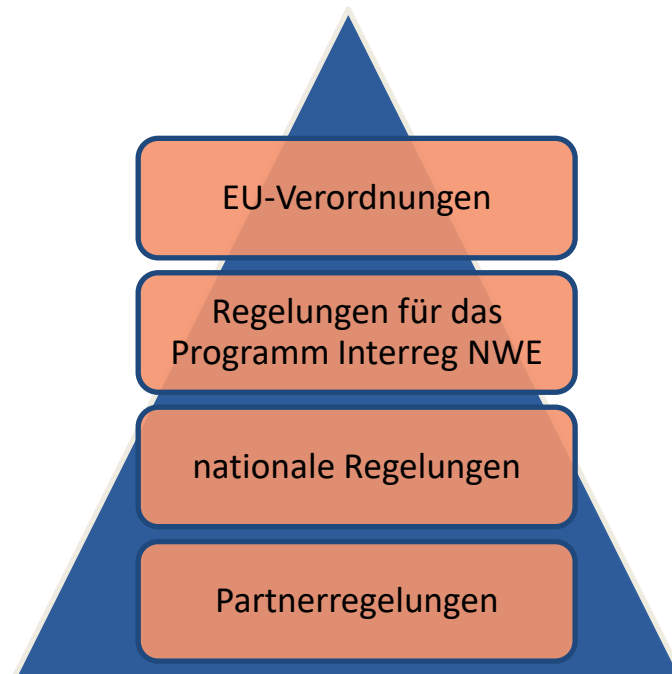 EU-Verordnungen
Regelungen für das
Programm Interreg NWE
nationale Regelungen
Partnerregelungen